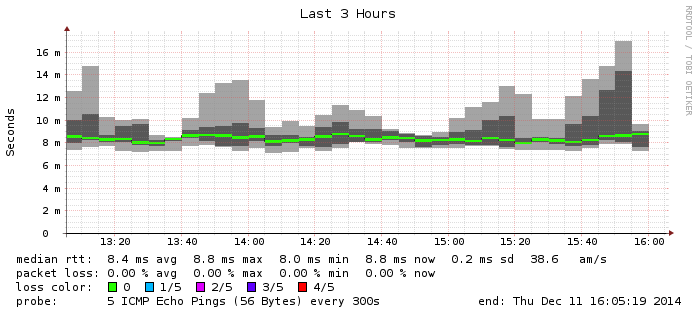 Last 3 Hours
RRDTOOL / TOBI OETIKER
Seconds
16 m
14 m
12 m
10 m
8 m
6 m
4 m
2 m
0
13:20 13:40 14:00 14:20 14:40 15:00 15:20 15:40 16:00
median rtt: 8.4 ms avg 8.8 ms max 8.0 ms min 8.8 ms now 0.2 ms sd 38.6 am/s
packet loss: 0.00 % avg 0.00 % max 0.00 % min 0.00 % now
loss color: 0 1/5 2/5 3/5 4/5
probe: 5 ICMP Echo Pings (56 Bytes) every 300s end: Thu Dec 11 16:05:19 2014